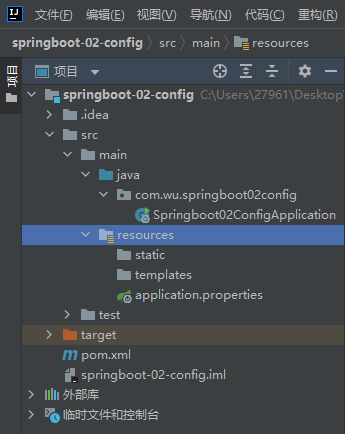 IJ 文件(F) 编辑(E) 视图(V) 导航(N) 代码(C) 重构(R)
springboot-02-config src main resources
项目
项目
springboot-02-config C:\Users\27961\Desktop\
.idea
src
main
java
com.wu.springboot02config
Springboot02ConfigApplication
resources
static
templates
application.properties
test
target
pom.xml
springboot-02-config.iml
外部库
临时文件和控制台